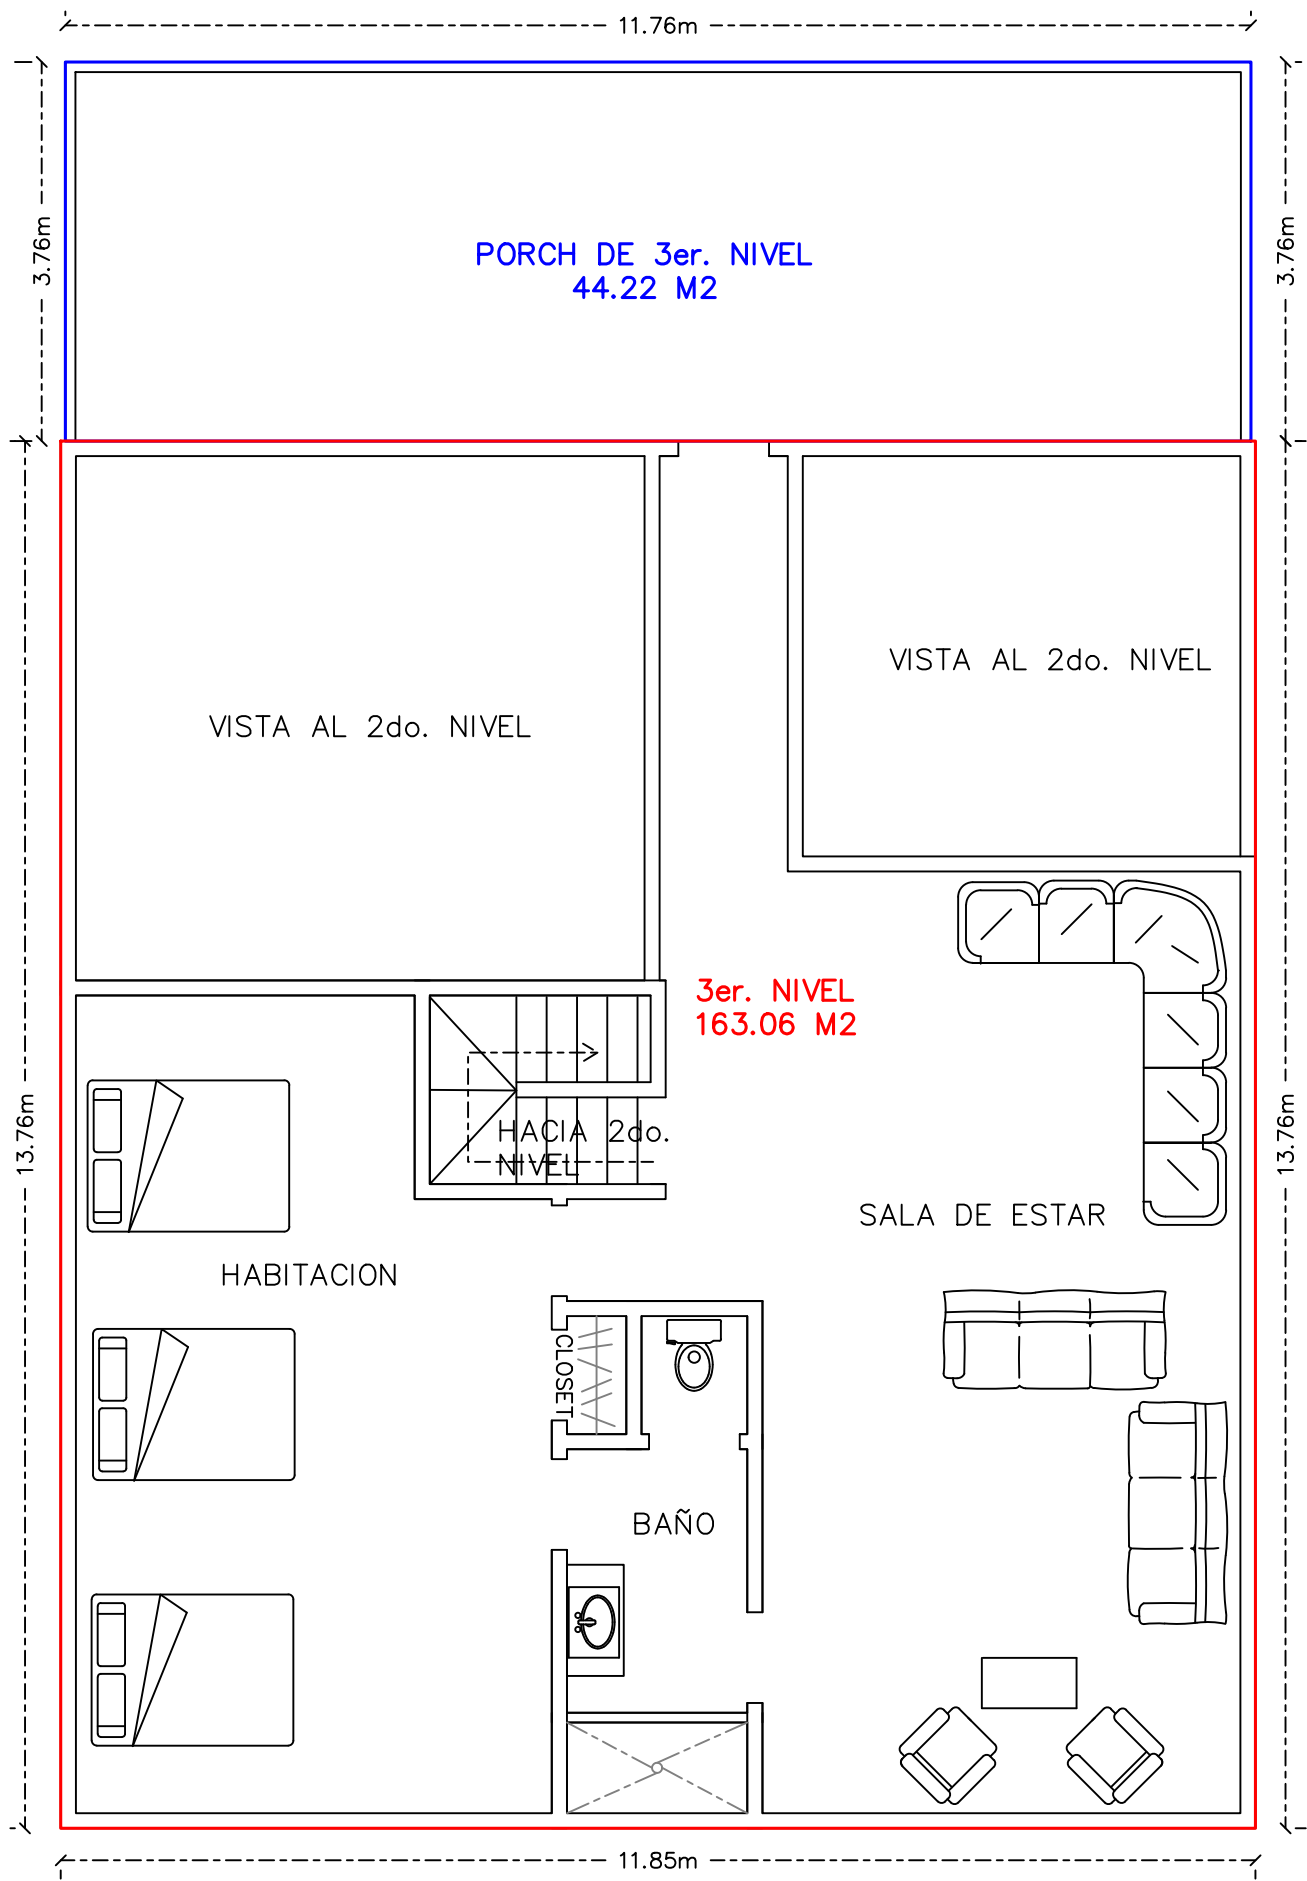 11.76m
3.76m
3.76m
PORCH DE 3er. NIVEL
44.22 M2
VISTA AL 2do. NIVEL
VISTA AL 2do. NIVEL
3er. NIVEL
163.06 M2
13.76m
HACIA 2do.
NIVEL
13.76m
SALA DE ESTAR
HABITACION
CLOSET
BAÑO
11.85m